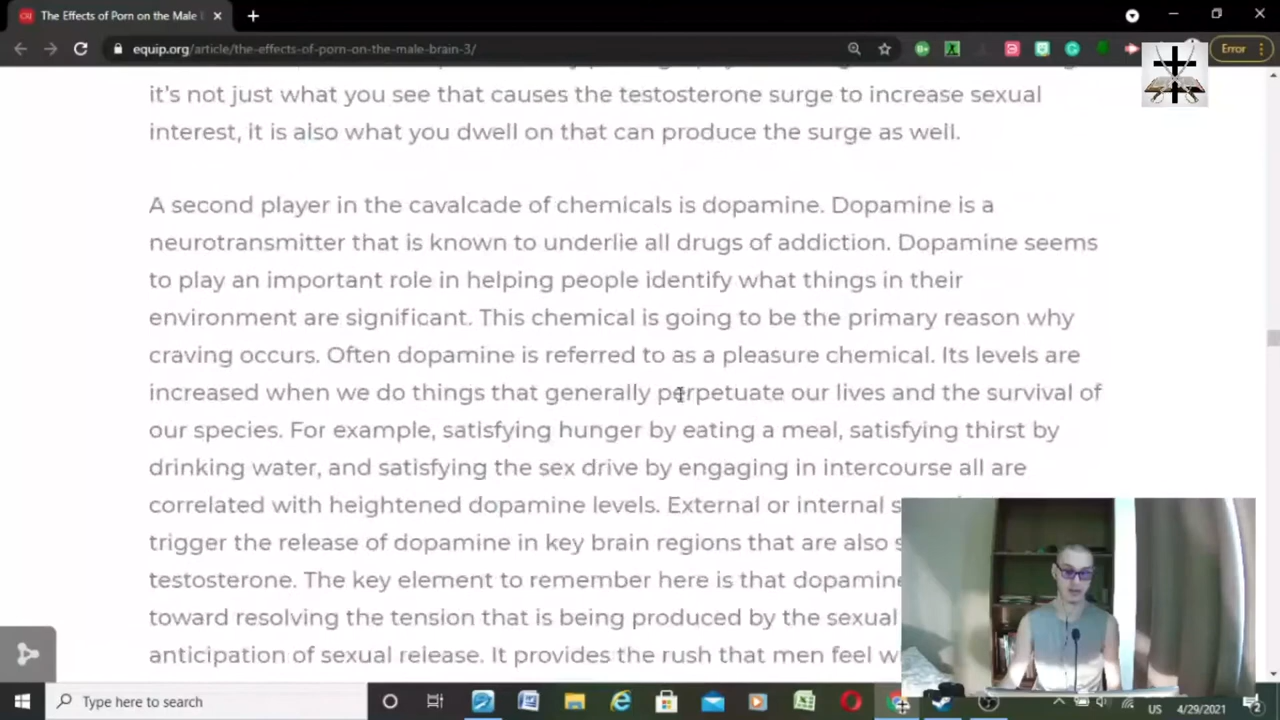 The Effects of Porn on the Male
equip.org/article/the-effects-of-porn-on-the-male-brain-3/
Error
it's not just what you see that causes the testosterone surge to increase sexual
interest, it is also what you dwell on that can produce the surge as well.
A second player in the cavalcade of chemicals is dopamine. Dopamine is a
neurotransmitter that is known to underlie all drugs of addiction. Dopamine seems
to play an important role in helping people identify what things in their
environment are significant. This chemical is going to be the primary reason why
craving occurs. Often dopamine is referred to as a pleasure chemical. Its levels are
increased when we do things that generally perpetuate our lives and the survival of
our species. For example, satisfying hunger by eating a meal, satisfying thirst by
drinking water, and satisfying the sex drive by engaging in intercourse all are
correlated with heightened dopamine levels. External or internal
trigger the release of dopamine in key brain regions that are also
testosterone. The key element to remember here is that dopamine
toward resolving the tension that is being produced by the sexual
anticipation of sexual release. It provides the rush that men feel
Type here to search
US
4/29/2021